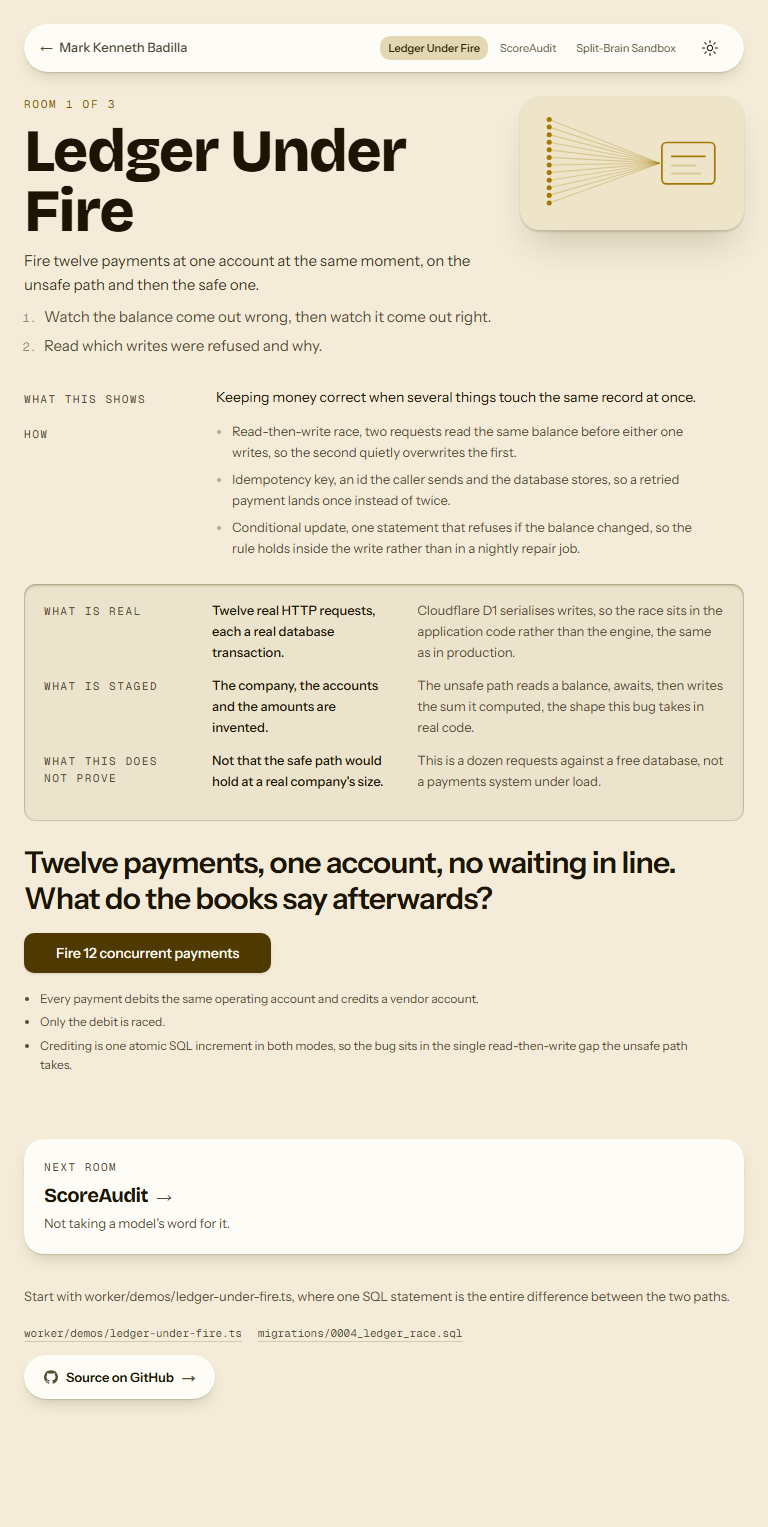 ← Mark Kenneth Badilla
Ledger Under Fire
ScoreAudit
Split-Brain Sandbox
ROOM 1 OF 3
Ledger Under
Fire
Fire twelve payments at one account at the same moment, on the
unsafe path and then the safe one.
1. Watch the balance come out wrong, then watch it come out right.
2. Read which writes were refused and why.
WHAT THIS SHOWS
Keeping money correct when several things touch the same record at once.
HOW
• Read-then-write race, two requests read the same balance before either one
writes, so the second quietly overwrites the first.
• Idempotency key, an id the caller sends and the database stores, so a retried
payment lands once instead of twice.
• Conditional update, one statement that refuses if the balance changed, so the
rule holds inside the write rather than in a nightly repair job.
WHAT IS REAL
Twelve real HTTP requests,
each a real database
transaction.
Cloudflare D1 serialises writes, so the race sits in the
application code rather than the engine, the same
as in production.
WHAT IS STAGED
The company, the accounts
and the amounts are
invented.
The unsafe path reads a balance, awaits, then writes
the sum it computed, the shape this bug takes in
real code.
WHAT THIS DOES
NOT PROVE
Not that the safe path would
hold at a real company's size.
This is a dozen requests against a free database, not
a payments system under load.
Twelve payments, one account, no waiting in line.
What do the books say afterwards?
Fire 12 concurrent payments
• Every payment debits the same operating account and credits a vendor account.
• Only the debit is raced.
• Crediting is one atomic SQL increment in both modes, so the bug sits in the single read-then-write gap the unsafe path
takes.
NEXT ROOM
ScoreAudit →
Not taking a model's word for it.
Start with worker/demos/ledger-under-fire.ts, where one SQL statement is the entire difference between the two paths.
worker/demos/ledger-under-fire.ts
migrations/0004_ledger_race.sql
Source on GitHub →